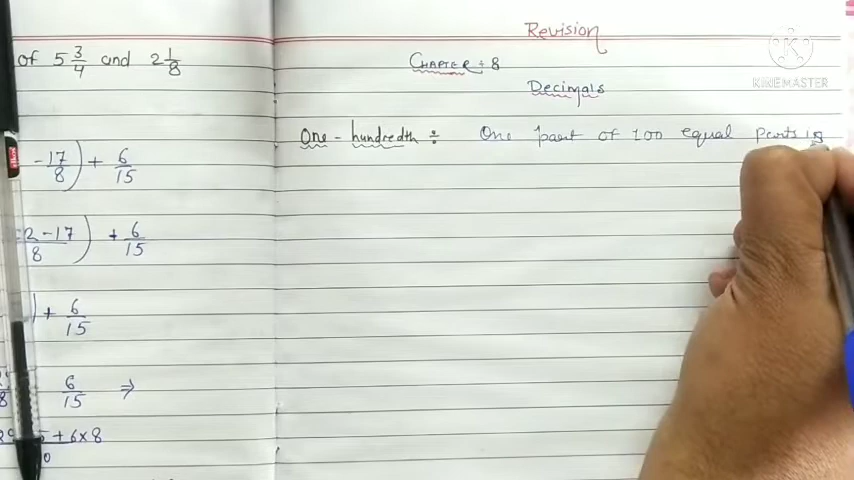 of 5 3/4 and 2 1/8
-17/8) + 6/15
2-17/8) + 6/15
) + 6/15
6/15 ⇒
+ 6×8
Revision
CHAPTER ÷ 8
Decimals
One - hundredth ÷ One part of 100 equal parts is
KINEMASTER